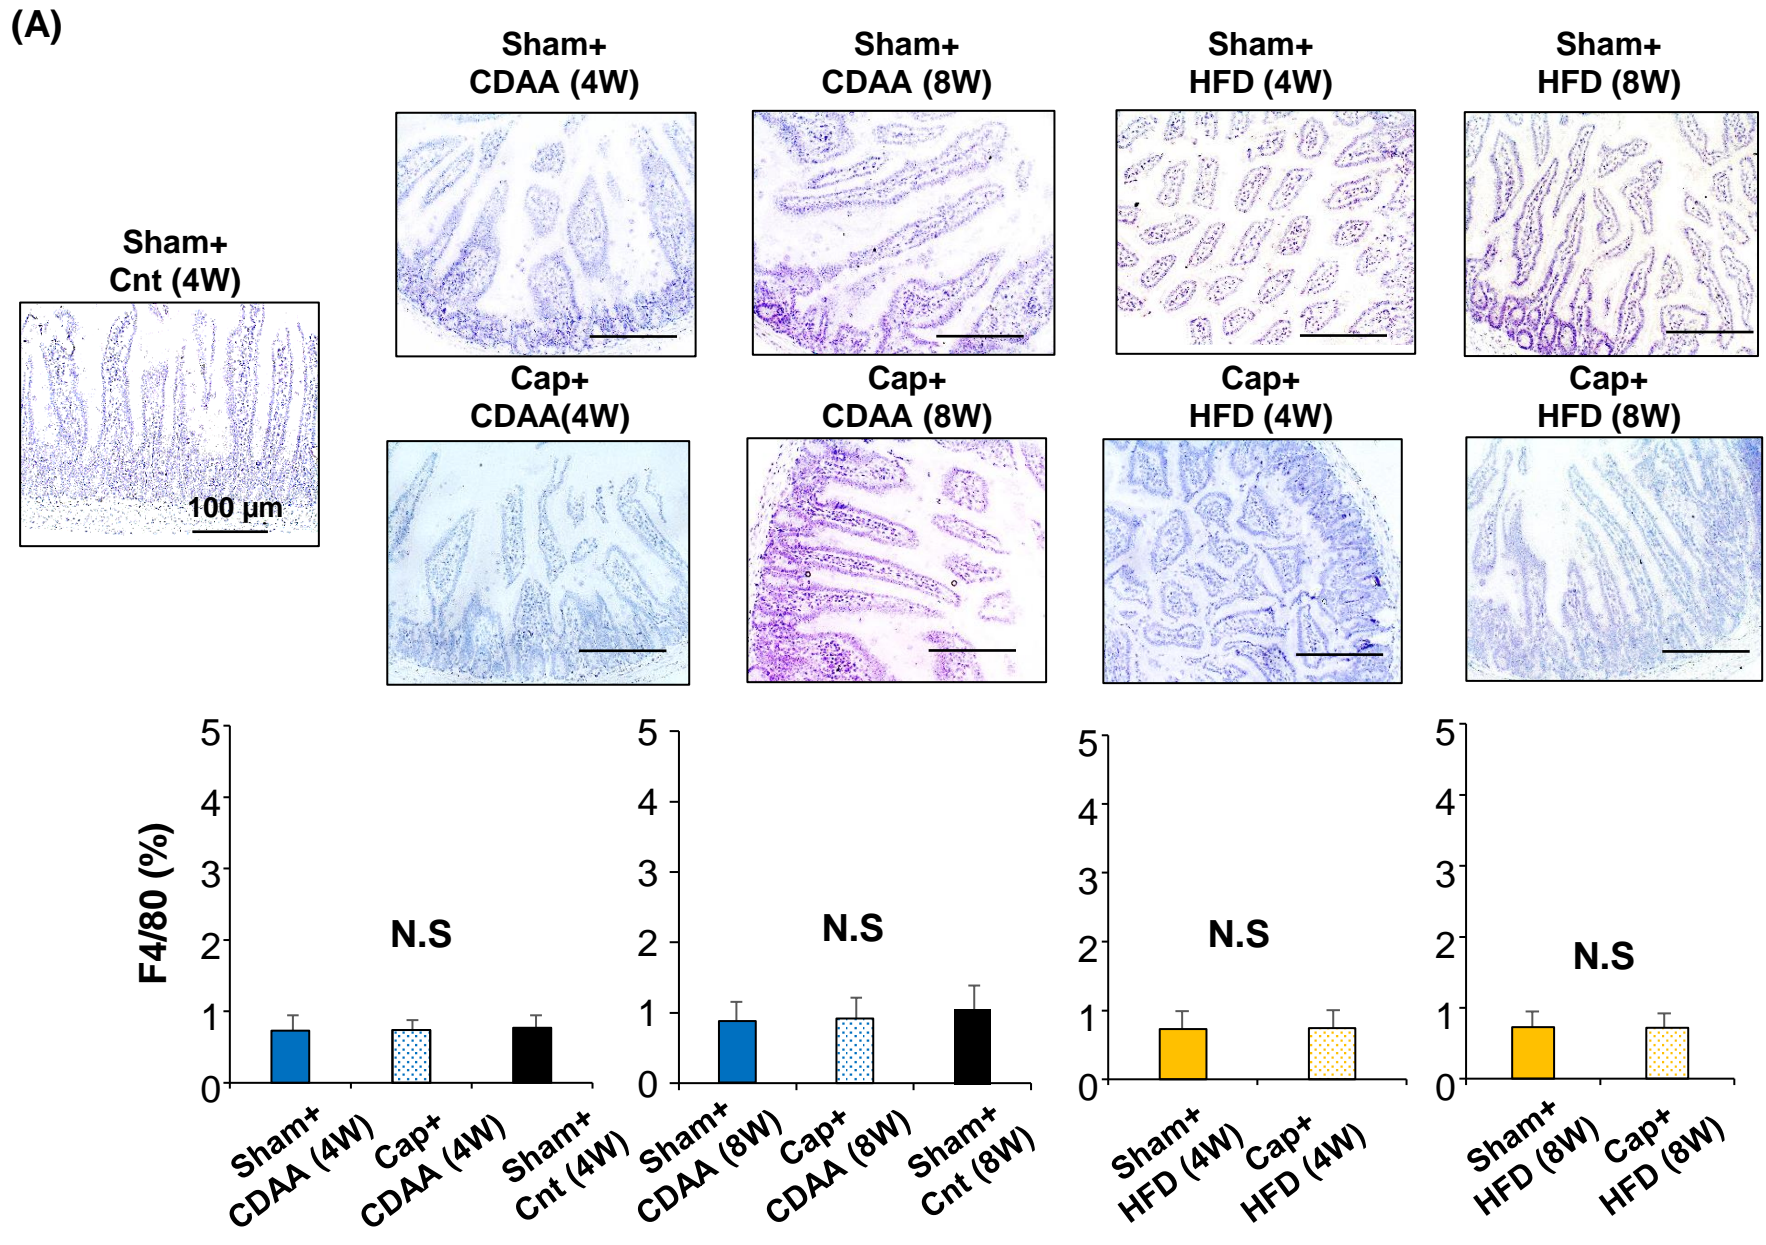 (A)
Sham+
CDAA (4W)
Sham+
CDAA (8W)
Sham+
HFD (4W)
Sham+
HFD (8W)
Sham+
Cnt (4W)
100 µm
Cap+
CDAA(4W)
Cap+
CDAA (8W)
Cap+
HFD (4W)
Cap+
HFD (8W)
F4/80 (%)
5
4
3
2
1
0
N.S
Sham+
CDAA (4W)
Cap+
CDAA (4W)
Sham+
Cnt (4W)
5
4
3
2
1
0
N.S
Sham+
CDAA (8W)
Cap+
CDAA (8W)
Sham+
Cnt (8W)
5
4
3
2
1
0
N.S
Sham+
HFD (4W)
Cap+
HFD (4W)
5
4
3
2
1
0
N.S
Sham+
HFD (8W)
Cap+
HFD (8W)